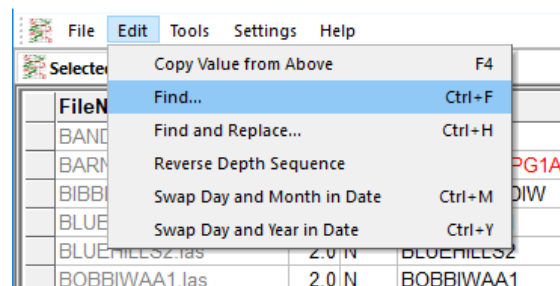 File Edit Tools Settings Help
Selected
Copy Value from Above F4
Find... Ctrl+F
Find and Replace... Ctrl+H
Reverse Depth Sequence
Swap Day and Month in Date Ctrl+M
Swap Day and Year in Date Ctrl+Y
FileN
BAND
BARN PG1A
BIBBI DIW
BLUE
BLUEHILLS2.las 2.0 N BLUEHILLS2
BOBBIWAA1.las 2.0 N BOBBIWAA1